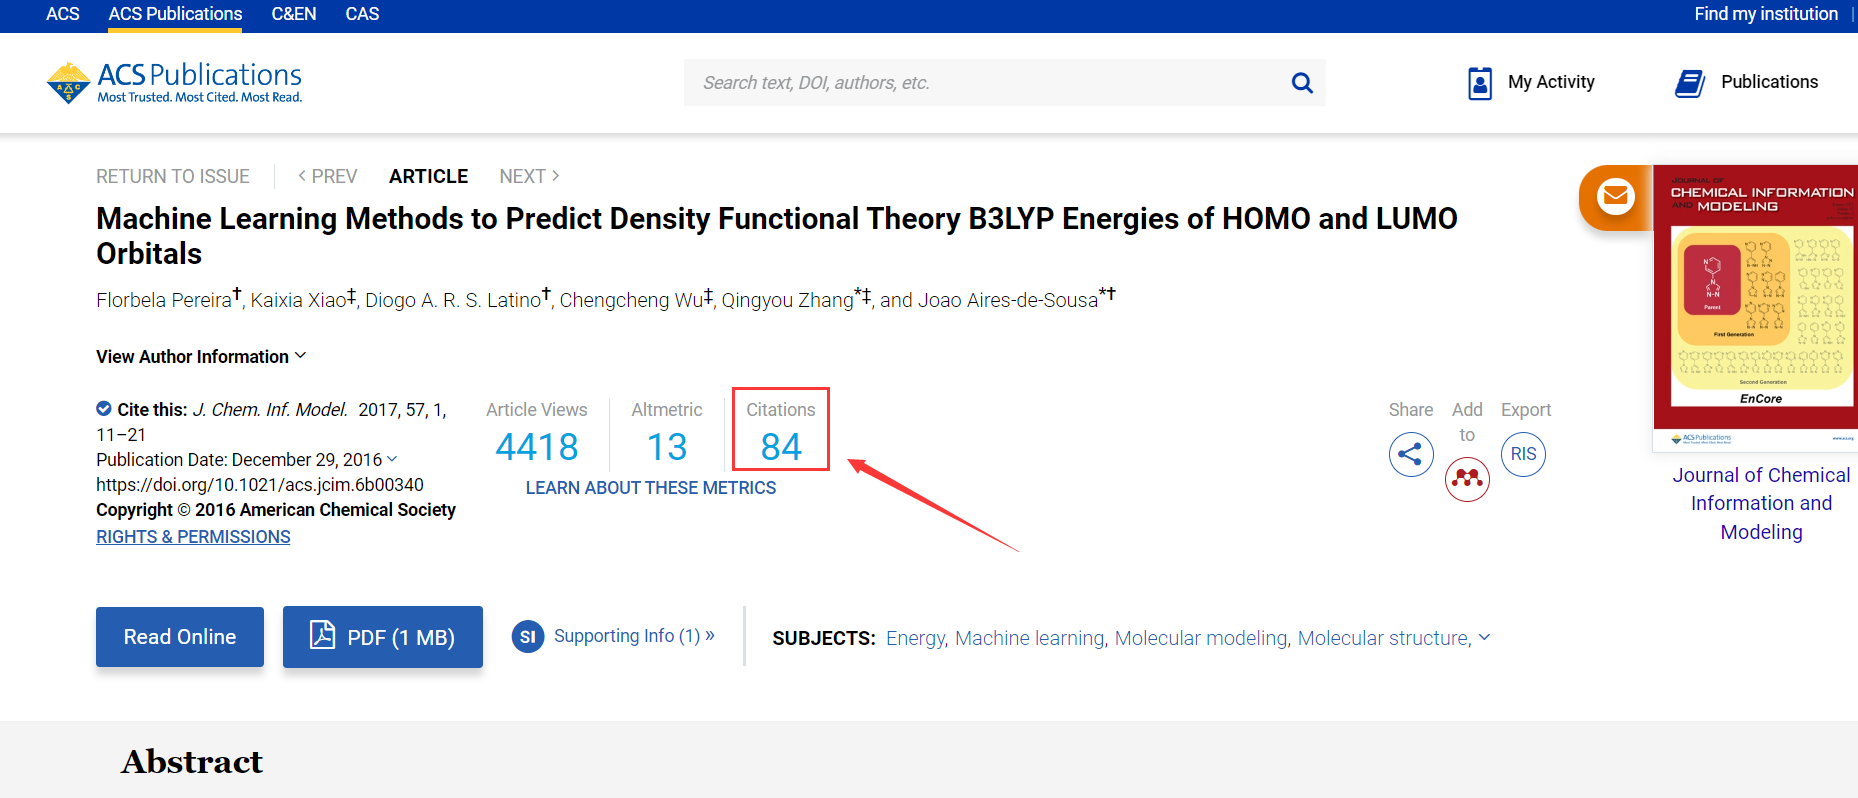 ACS ACS Publications C&EN CAS Find my institution
ACS Publications
Most Trusted. Most Cited. Most Read.
Search text, DOI, authors, etc.
My Activity
Publications
RETURN TO ISSUE < PREV ARTICLE NEXT >
Machine Learning Methods to Predict Density Functional Theory B3LYP Energies of HOMO and LUMO
Orbitals
Florbela Pereira†, Kaixia Xiao‡, Diogo A. R. S. Latino†, Chengcheng Wu‡, Qingyou Zhang*‡, and Joao Aires-de-Sousa*†
View Author Information
Cite this: J. Chem. Inf. Model. 2017, 57, 1,
11–21
Publication Date: December 29, 2016
https://doi.org/10.1021/acs.jcim.6b00340
Copyright © 2016 American Chemical Society
RIGHTS & PERMISSIONS
Article Views
4418
Altmetric
13
Citations
84
LEARN ABOUT THESE METRICS
Share
Add
to
Export
RIS
JOURNAL OF
CHEMICAL INFORMATION
AND MODELING
Parent
First Generation
Second Generation
EnCore
ACS Publications
Journal of Chemical
Information and
Modeling
Read Online
PDF (1 MB)
SI Supporting Info (1) »
SUBJECTS: Energy, Machine learning, Molecular modeling, Molecular structure,
Abstract